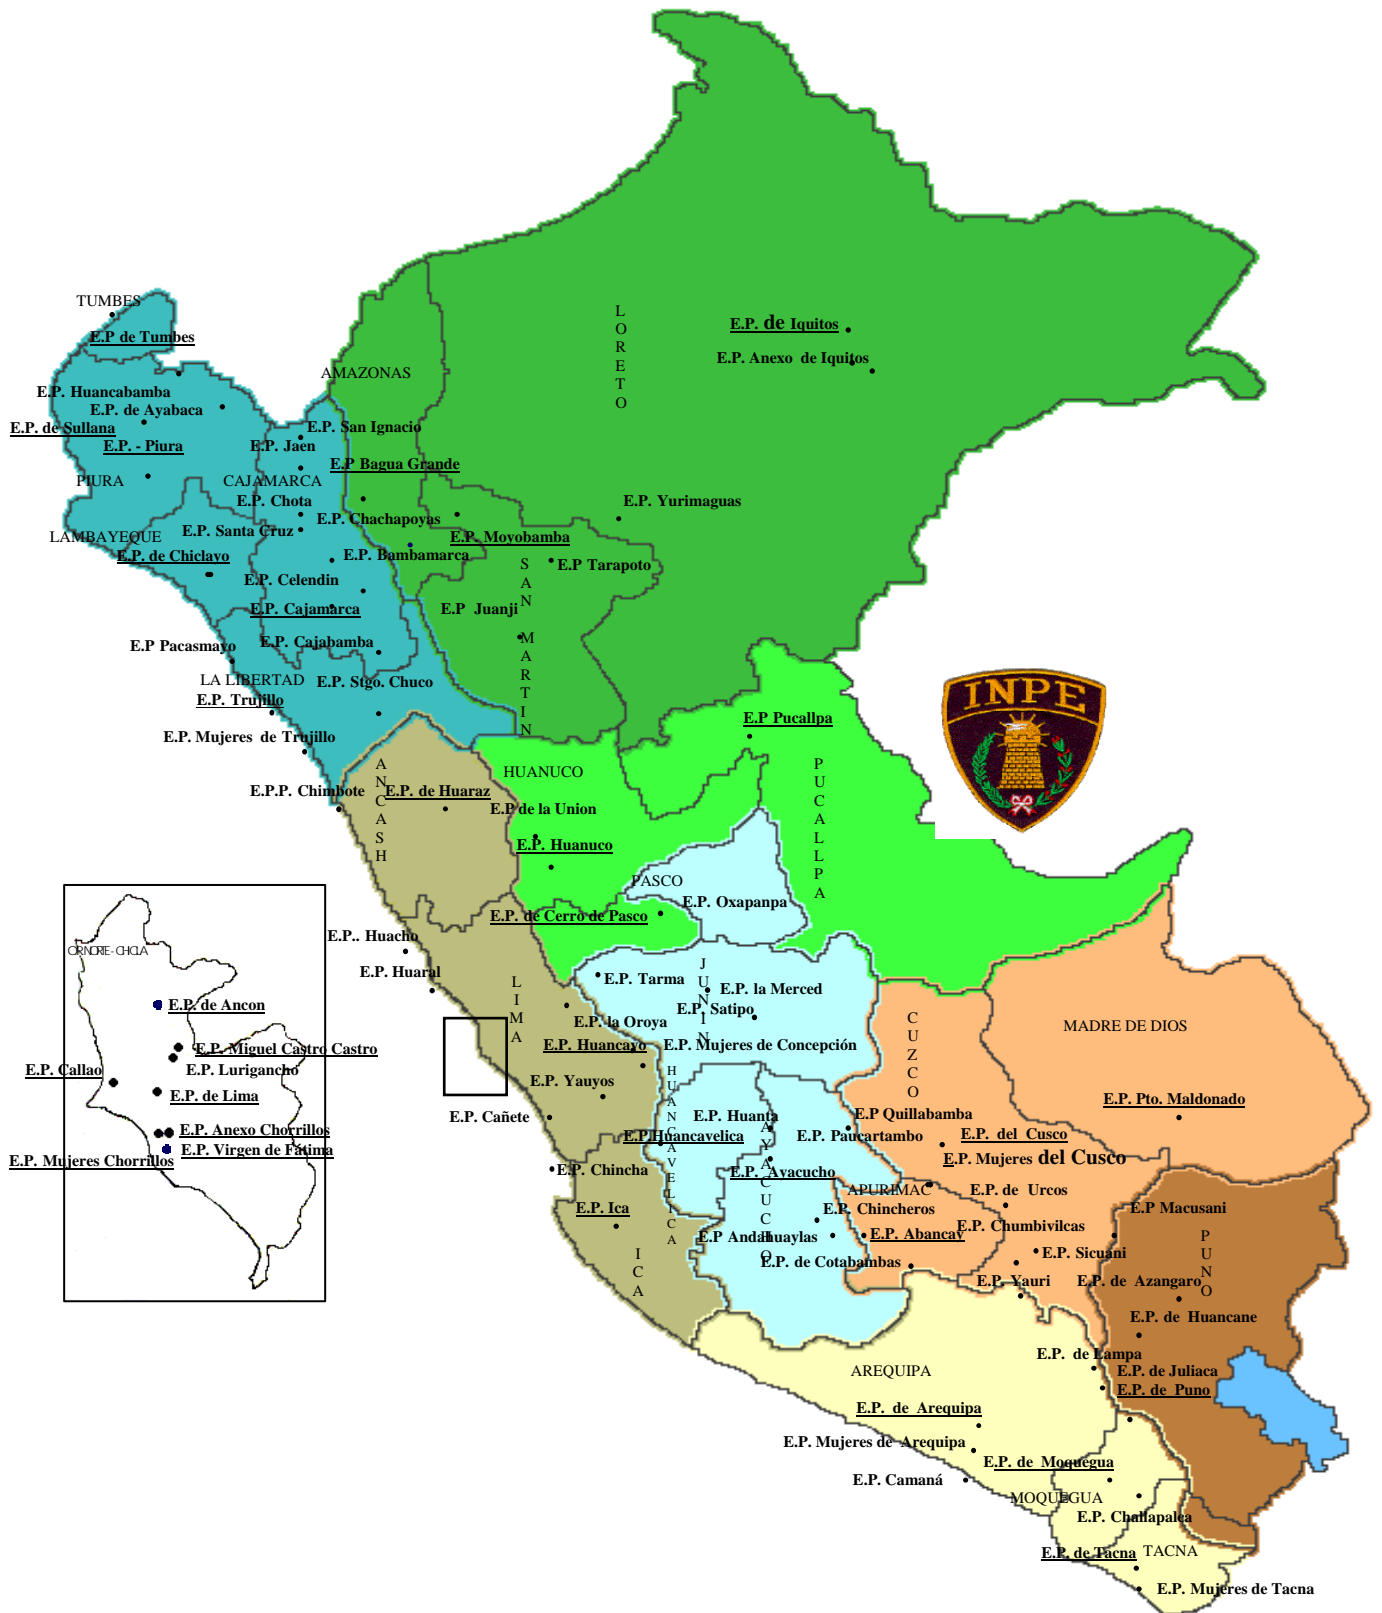 TUMBES
E.P de Tumbes
E.P. Huancabamba
E.P. de Ayabaca
E.P. de Sullana
E.P. - Piura
PIURA
LAMBAYEQUE
E.P. de Chiclayo
AMAZONAS
E.P. San Ignacio
E.P. Jaen
E.P Bagua Grande
CAJAMARCA
E.P. Chota
E.P. Chachapoyas
E.P. Santa Cruz
E.P. Moyobamba
E.P. Bambamarca
E.P. Celendin
E.P. Cajamarca
E.P. Cajabamba
E.P Pacasmayo
LA LIBERTAD
E.P. Stgo. Chuco
E.P. Trujillo
E.P. Mujeres de Trujillo
LORETO
E.P. de Iquitos
E.P. Anexo de Iquitos
E.P. Yurimaguas
E.P Tarapoto
SAN MARTIN
E.P Juanji
INPE
E.P Pucallpa
PUCALLPA
HUANUCO
E.P de la Union
E.P. Huanuco
ANCASH
E.P.P. Chimbote
E.P. de Huaraz
PASCO
E.P. Oxapanpa
E.P. de Cerro de Pasco
E.P.. Huacho
E.P. Huaral
LIMA
JUNIN
E.P. Tarma
E.P. la Merced
E.P. Satipo
E.P. la Oroya
E.P. Huancayo
E.P. Mujeres de Concepción
E.P. Yauyos
E.P. Cañete
HUANCAVELICA
E.P.Huancavelica
E.P. Huanta
AYACUCHO
E.P. Ayacucho
E.P. Chincha
E.P. Ica
ICA
CUZCO
MADRE DE DIOS
E.P. Pto. Maldonado
E.P Quillabamba
E.P. Paucartambo
E.P. del Cusco
E.P. Mujeres del Cusco
APURIMAC
E.P. de Urcos
E.P. Chincheros
E.P. Chumbivilcas
E.P Andahuaylas
E.P. Abancay
E.P. Sicuani
E.P. de Cotabambas
E.P. Yauri
E.P Macusani
PUNO
E.P. de Azangaro
E.P. de Huancane
E.P. de Lampa
E.P. de Juliaca
E.P. de Puno
AREQUIPA
E.P. de Arequipa
E.P. Mujeres de Arequipa
E.P. Camaná
E.P. de Moquegua
MOQUEGUA
E.P. Challapalca
E.P. de Tacna
TACNA
E.P. Mujeres de Tacna
E.P. de Ancon
E.P. Miguel Castro Castro
E.P. Lurigancho
E.P. Callao
E.P. de Lima
E.P. Anexo Chorrillos
E.P. Virgen de Fátima
E.P. Mujeres Chorrillos